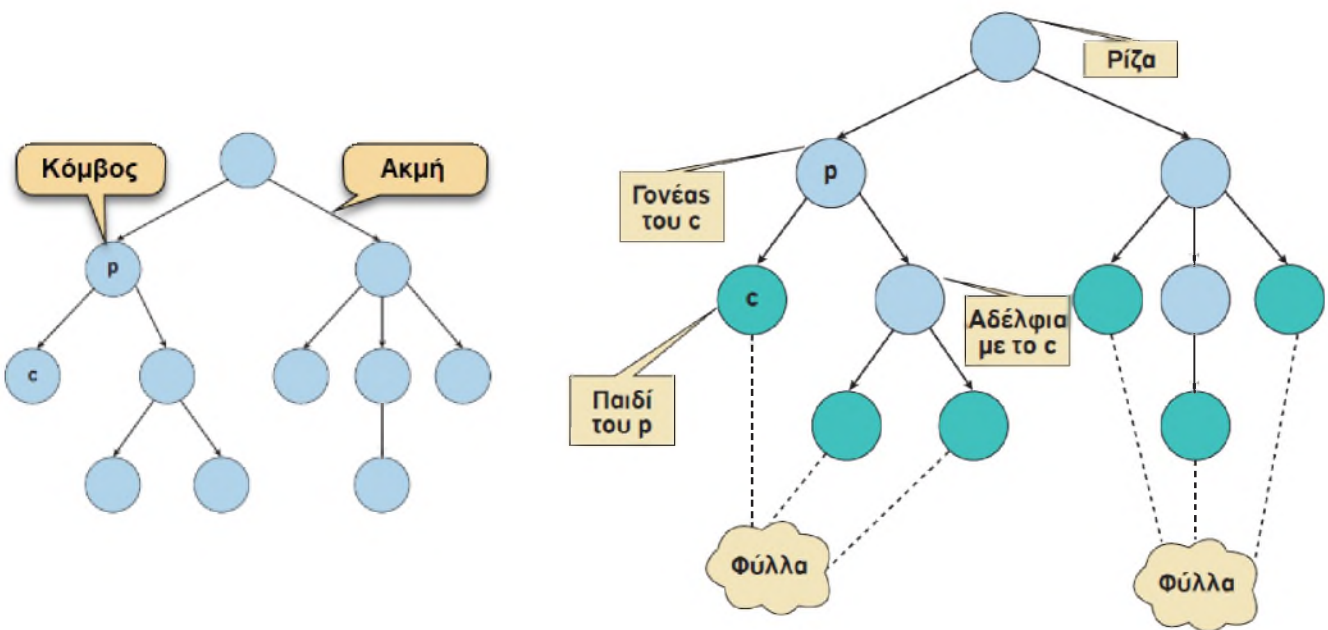 Κόμβος
Ακμή
p
c
Ρίζα
p
Γονέας
του c
c
Αδέλφια
με το c
Παιδί
του p
Φύλλα
Φύλλα